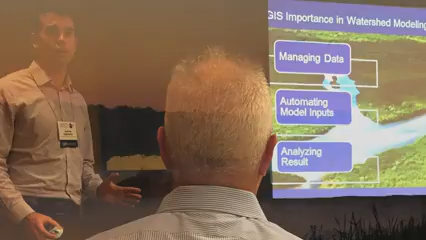 GIS Importance in Watershed Modeling
Managing Data
Automating
Model Inputs
Analyzing
Result